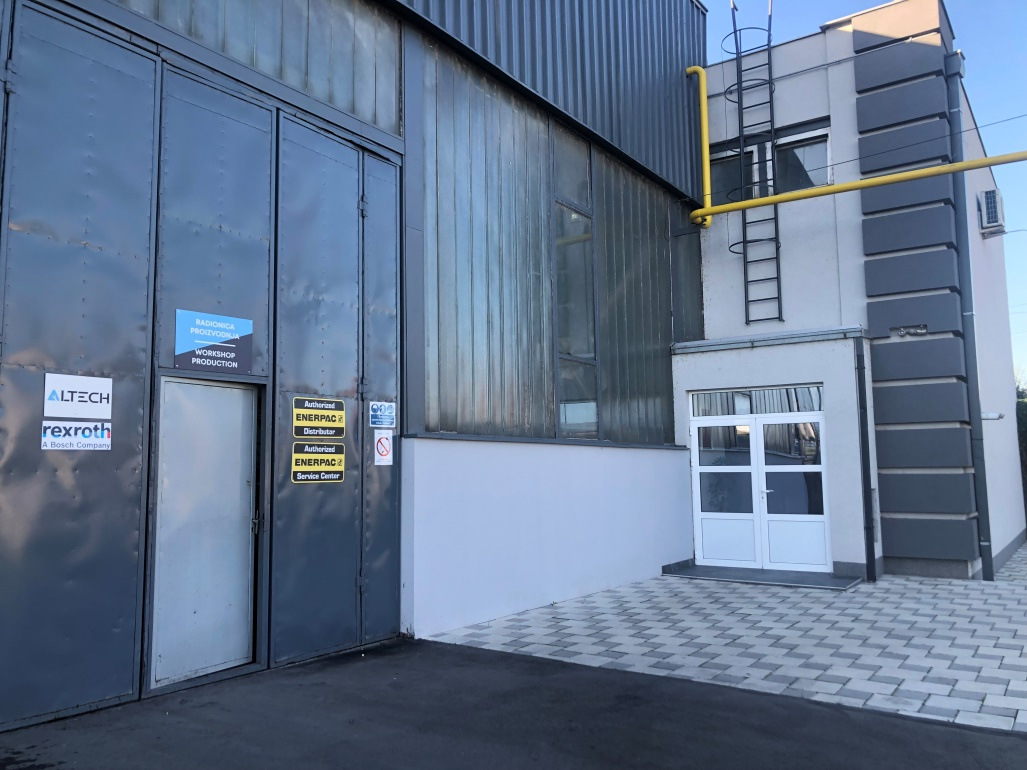 RADIONICA
PROIZVODNJA
WORKSHOP
PRODUCTION
ALTECH
rexroth
A Bosch Company
Authorized
ENERPAC
Distributor
Authorized
ENERPAC
Service Center